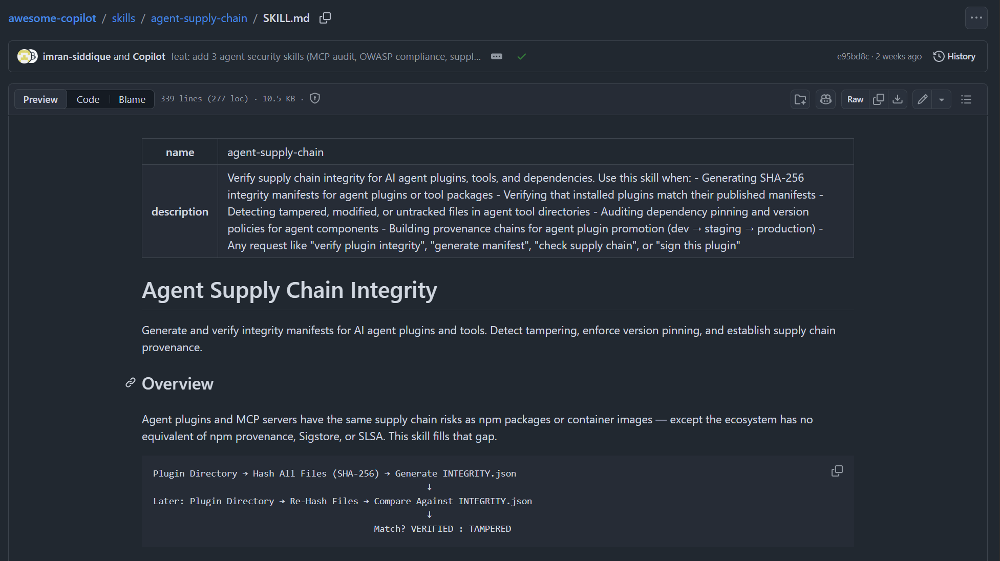 awesome-copilot / skills / agent-supply-chain / SKILL.md
imran-siddique and Copilot feat: add 3 agent security skills (MCP audit, OWASP compliance, suppl... e95bd8c · 2 weeks ago History
Preview Code Blame 339 lines (277 loc) · 10.5 KB · Raw
name agent-supply-chain
description
Verify supply chain integrity for AI agent plugins, tools, and dependencies. Use this skill when: - Generating SHA-256
integrity manifests for agent plugins or tool packages - Verifying that installed plugins match their published manifests -
Detecting tampered, modified, or untracked files in agent tool directories - Auditing dependency pinning and version
policies for agent components - Building provenance chains for agent plugin promotion (dev → staging → production) -
Any request like "verify plugin integrity", "generate manifest", "check supply chain", or "sign this plugin"
Agent Supply Chain Integrity
Generate and verify integrity manifests for AI agent plugins and tools. Detect tampering, enforce version pinning, and establish supply chain
provenance.
Overview
Agent plugins and MCP servers have the same supply chain risks as npm packages or container images — except the ecosystem has no
equivalent of npm provenance, Sigstore, or SLSA. This skill fills that gap.
Plugin Directory → Hash All Files (SHA-256) → Generate INTEGRITY.json
↓
Later: Plugin Directory → Re-Hash Files → Compare Against INTEGRITY.json
↓
Match? VERIFIED : TAMPERED